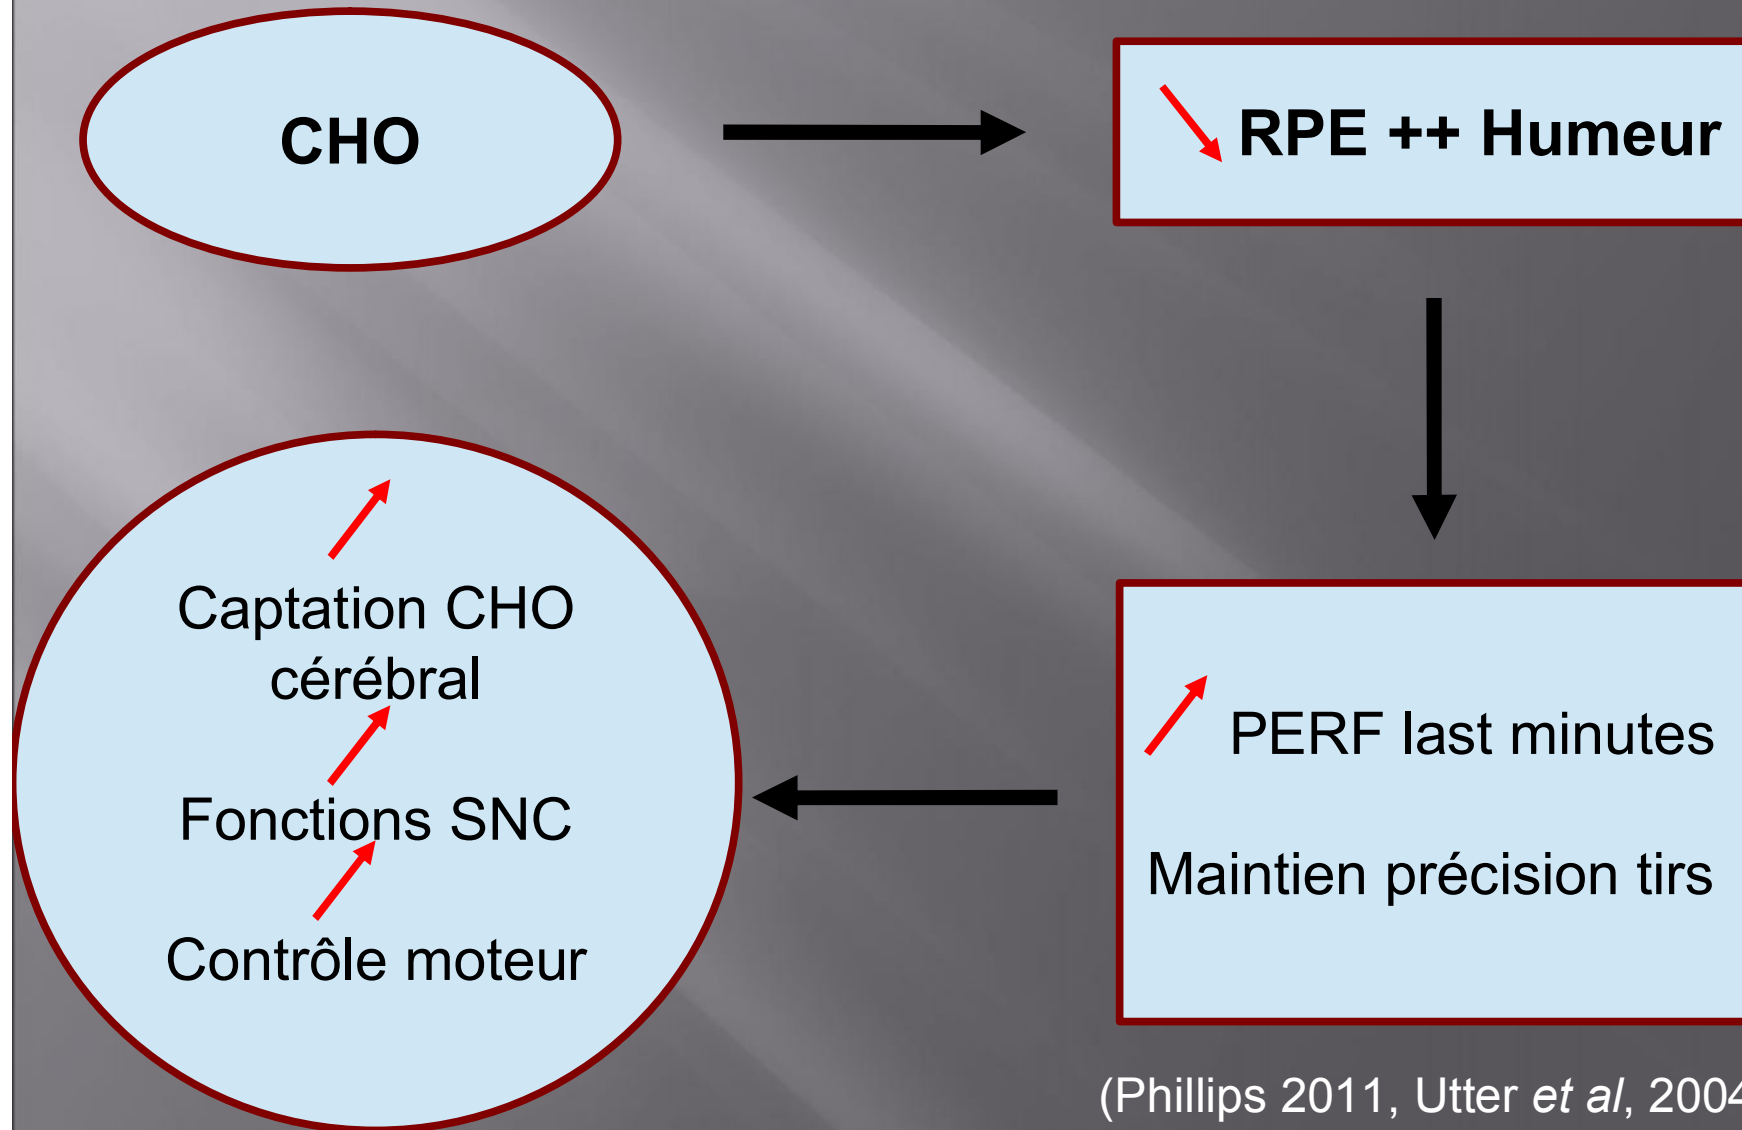 CHO
RPE ++ Humeur
Captation CHO
cérébral
Fonctions SNC
Contrôle moteur
PERF last minutes
Maintien précision tirs
(Phillips 2011, Utter et al, 2004